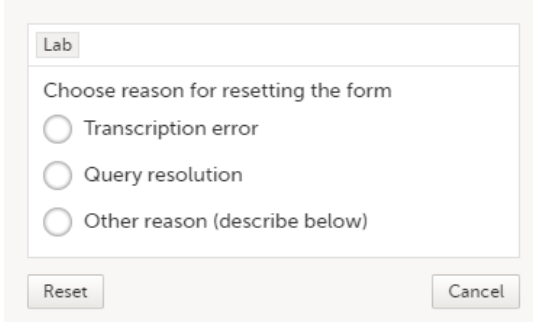 Lab
Choose reason for resetting the form
Transcription error
Query resolution
Other reason (describe below)
Reset
Cancel